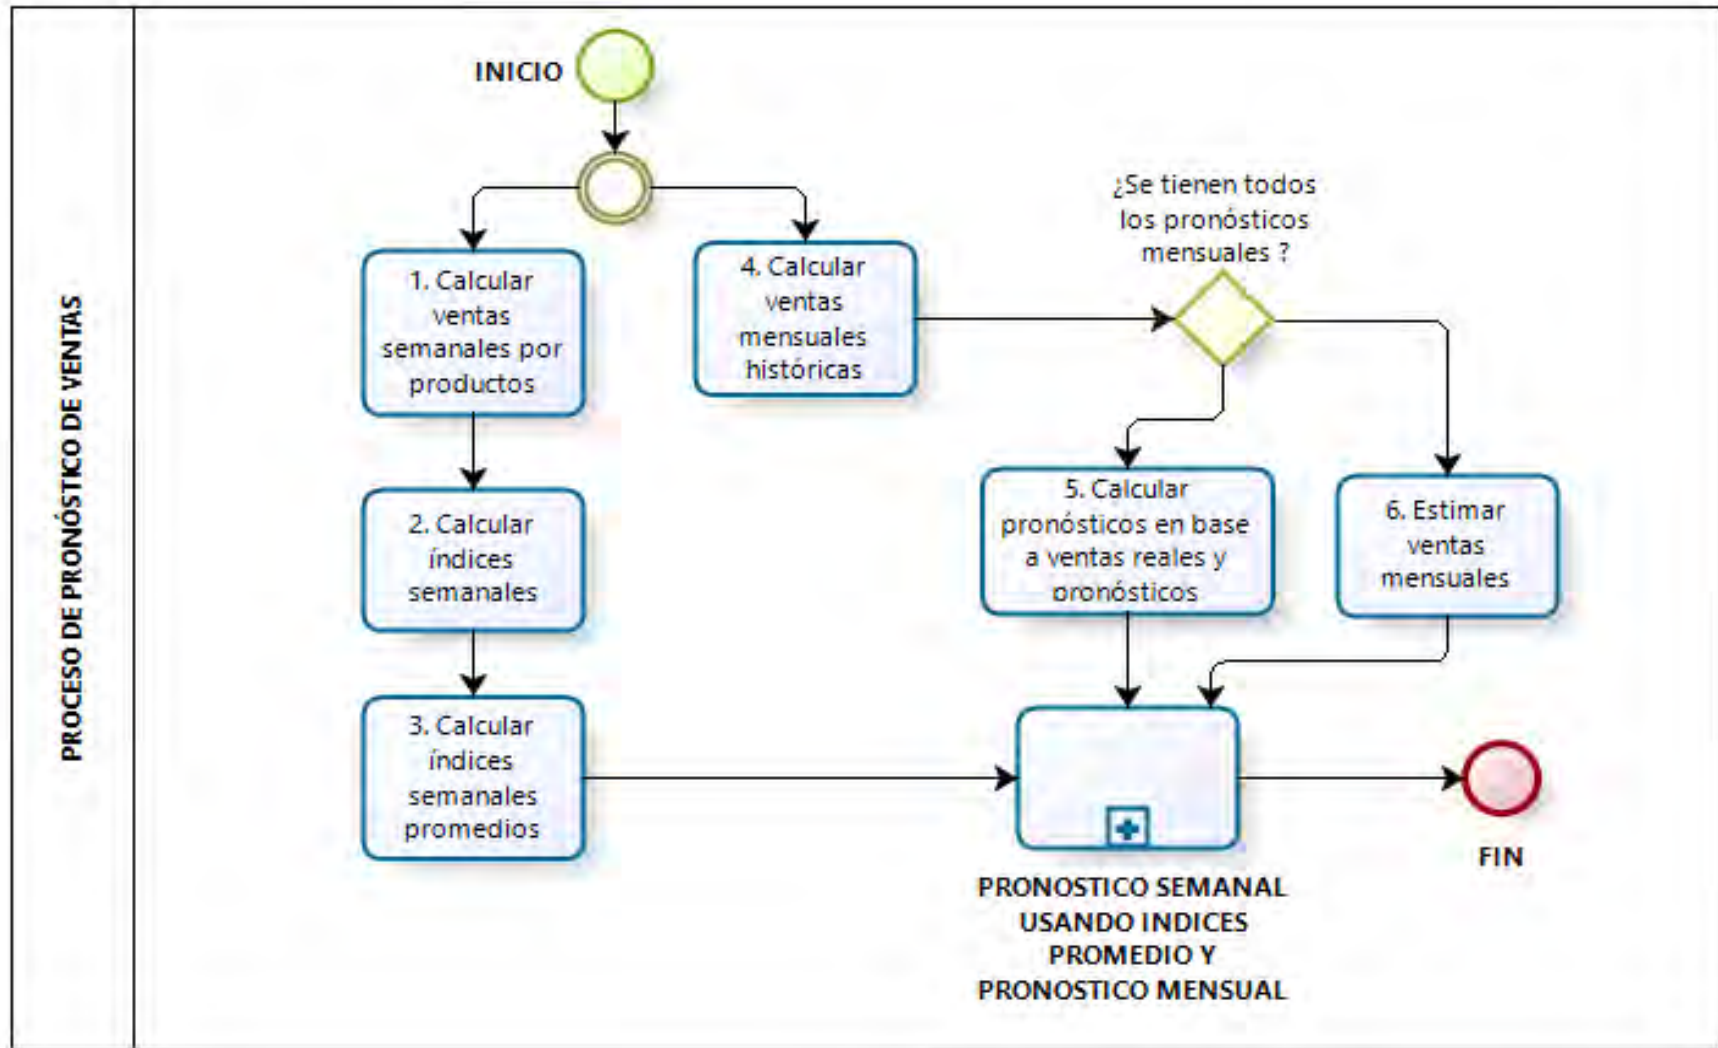 PROCESO DE PRONÓSTICO DE VENTAS
INICIO
¿Se tienen todos
los pronósticos
mensuales ?
1. Calcular
ventas
semanales por
productos
4. Calcular
ventas
mensuales
históricas
2. Calcular
índices
semanales
5. Calcular
pronósticos en base
a ventas reales y
pronósticos
6. Estimar
ventas
mensuales
3. Calcular
índices
semanales
promedios
PRONOSTICO SEMANAL
USANDO INDICES
PROMEDIO Y
PRONOSTICO MENSUAL
FIN